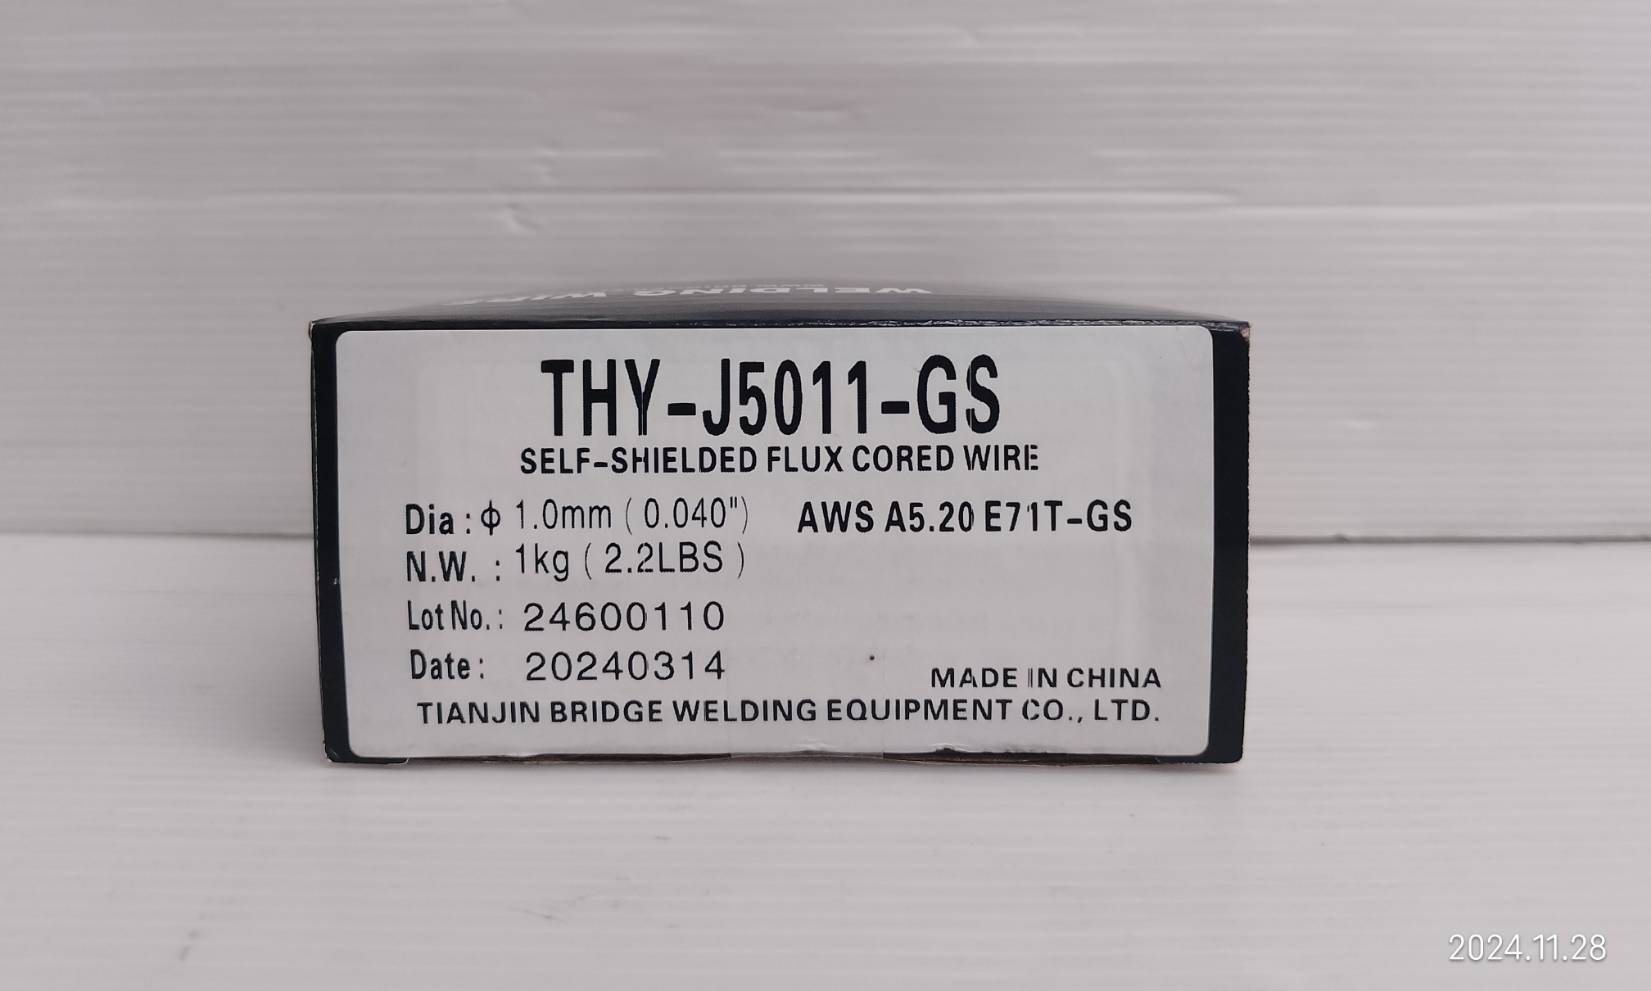 WELDING WIRE
THY-J5011-GS
SELF-SHIELDED FLUX CORED WIRE
Dia : ϕ 1.0mm ( 0.040") AWS A5.20 E71T-GS
N.W. : 1kg ( 2.2LBS )
Lot No. : 24600110
Date : 20240314
MADE IN CHINA
TIANJIN BRIDGE WELDING EQUIPMENT CO., LTD.
2024.11.28